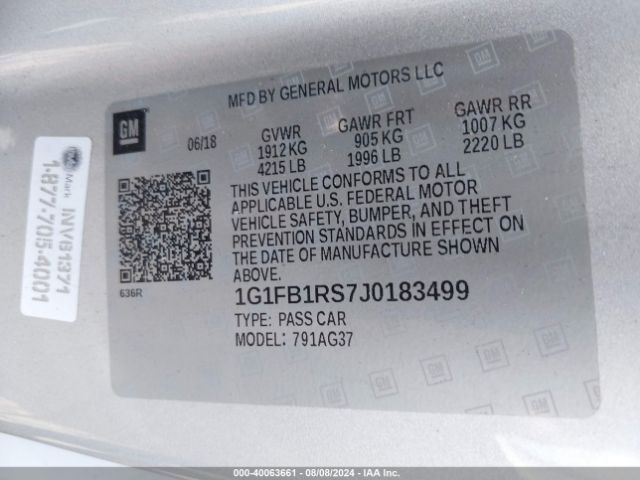 MFD BY GENERAL MOTORS LLC
GM
06/18
GVWR
1912 KG
4215 LB
GAWR FRT
905 KG
1996 LB
GAWR RR
1007 KG
2220 LB
THIS VEHICLE CONFORMS TO ALL
APPLICABLE U.S. FEDERAL MOTOR
VEHICLE SAFETY, BUMPER, AND THEFT
PREVENTION STANDARDS IN EFFECT ON
THE DATE OF MANUFACTURE SHOWN
ABOVE.
636R
1G1FB1RS7J0183499
TYPE: PASS CAR
MODEL: 791AG37
Mark INV81371
1-877-705-4001
000-40063661 - 08/08/2024 - IAA Inc.